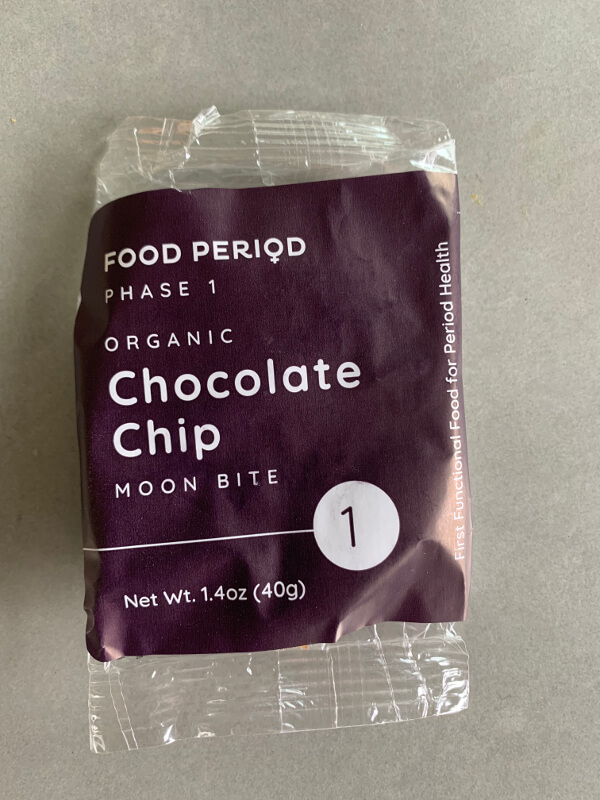 FOOD PERIOD
PHASE 1
ORGANIC
Chocolate
Chip
MOON BITE
1
Net Wt. 1.4oz (40g)
First Functional Food for Period Health